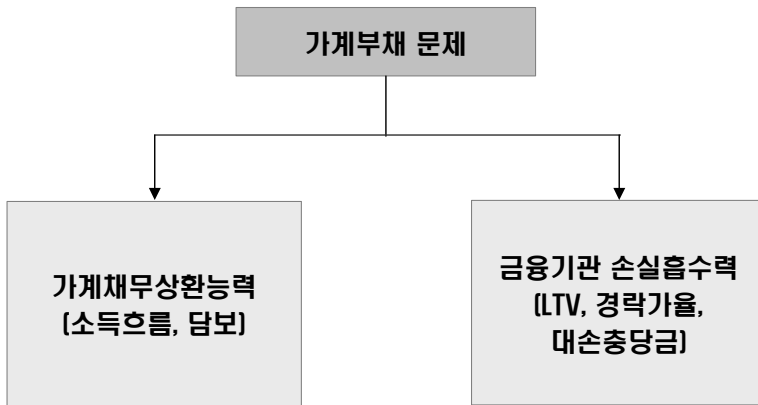 가계부채 문제
가계채무상환능력
(소득흐름, 담보)
금융기관 손실흡수력
(LTV, 경락가율,
대손충당금)